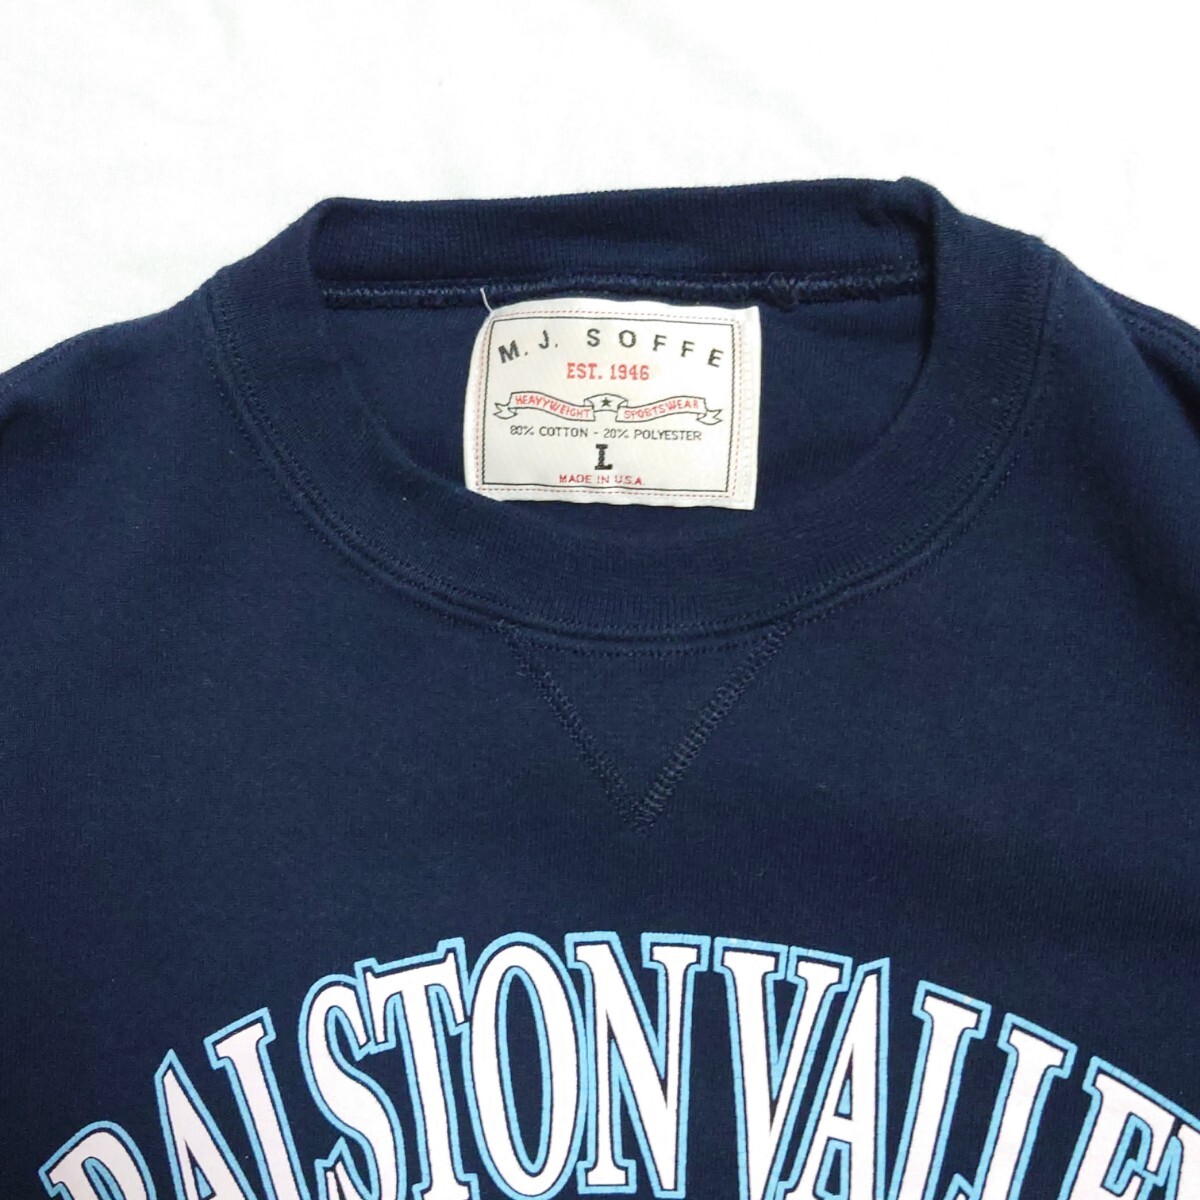 M. J. SOFFE
EST. 1946
HEAVYWEIGHT ★ SPORTSWEAR
80% COTTON - 20% POLYESTER
L
MADE IN U.S.A.
RALSTON VALLEY